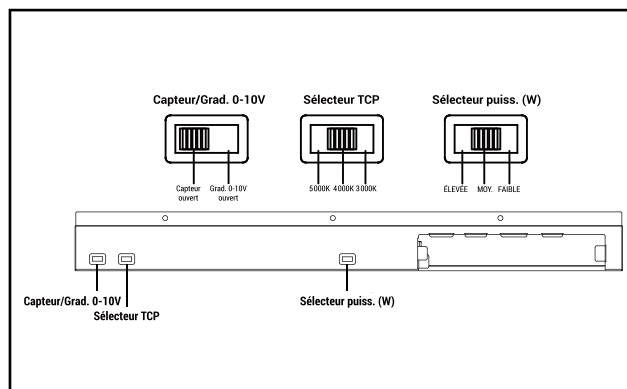 Capteur/Grad. 0-10V Sélecteur TCP Sélecteur puiss. (W)
Capteur ouvert
Grad. 0-10V ouvert
5000K 4000K 3000K
ÉLEVÉE MOY. FAIBLE
Capteur/Grad. 0-10V
Sélecteur TCP
Sélecteur puiss. (W)